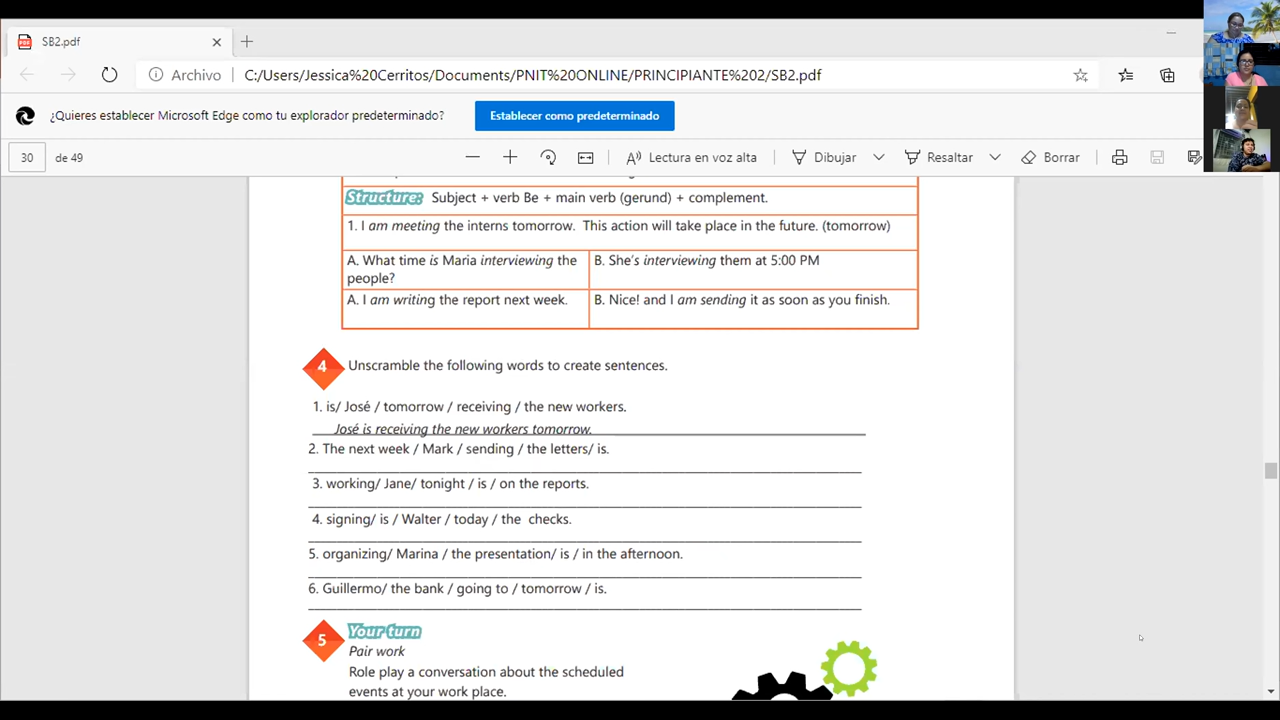 SB2.pdf
Archivo C:/Users/Jessica%20Cerritos/Documents/PNIT%20ONLINE/PRINCIPIANTE%202/SB2.pdf
¿Quieres establecer Microsoft Edge como tu explorador predeterminado? Establecer como predeterminado
30 de 49 Lectura en voz alta Dibujar Resaltar Borrar
Structure: Subject + verb Be + main verb (gerund) + complement.
1. I am meeting the interns tomorrow. This action will take place in the future. (tomorrow)
A. What time is Maria interviewing the people?
B. She's interviewing them at 5:00 PM
A. I am writing the report next week.
B. Nice! and I am sending it as soon as you finish.
4 Unscramble the following words to create sentences.
1. is/ José / tomorrow / receiving / the new workers.
José is receiving the new workers tomorrow.
2. The next week / Mark / sending / the letters/ is.
3. working/ Jane/ tonight / is / on the reports.
4. signing/ is / Walter / today / the checks.
5. organizing/ Marina / the presentation/ is / in the afternoon.
6. Guillermo/ the bank / going to / tomorrow / is.
5 Your turn
Pair work
Role play a conversation about the scheduled
events at your work place.